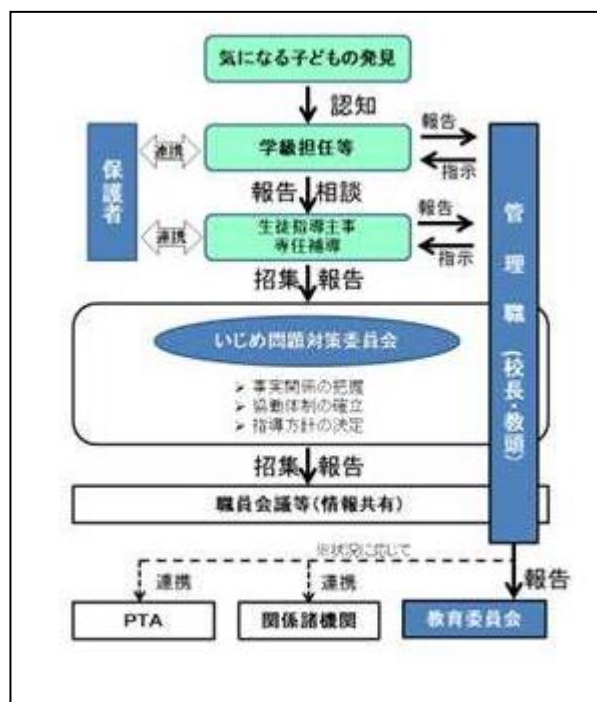 気になる子どもの発見
認知
報告
保護者
連携
学級担任等
指示
報告 相談
報告
連携
生徒指導主事
専任補導
指示
招集 報告
管理職(校長・教頭)
いじめ問題対策委員会
➢ 事実関係の把握
➢ 協働体制の確立
➢ 指導方針の決定
招集 報告
職員会議等(情報共有)
※状況に応じて
連携
連携
報告
PTA
関係諸機関
教育委員会